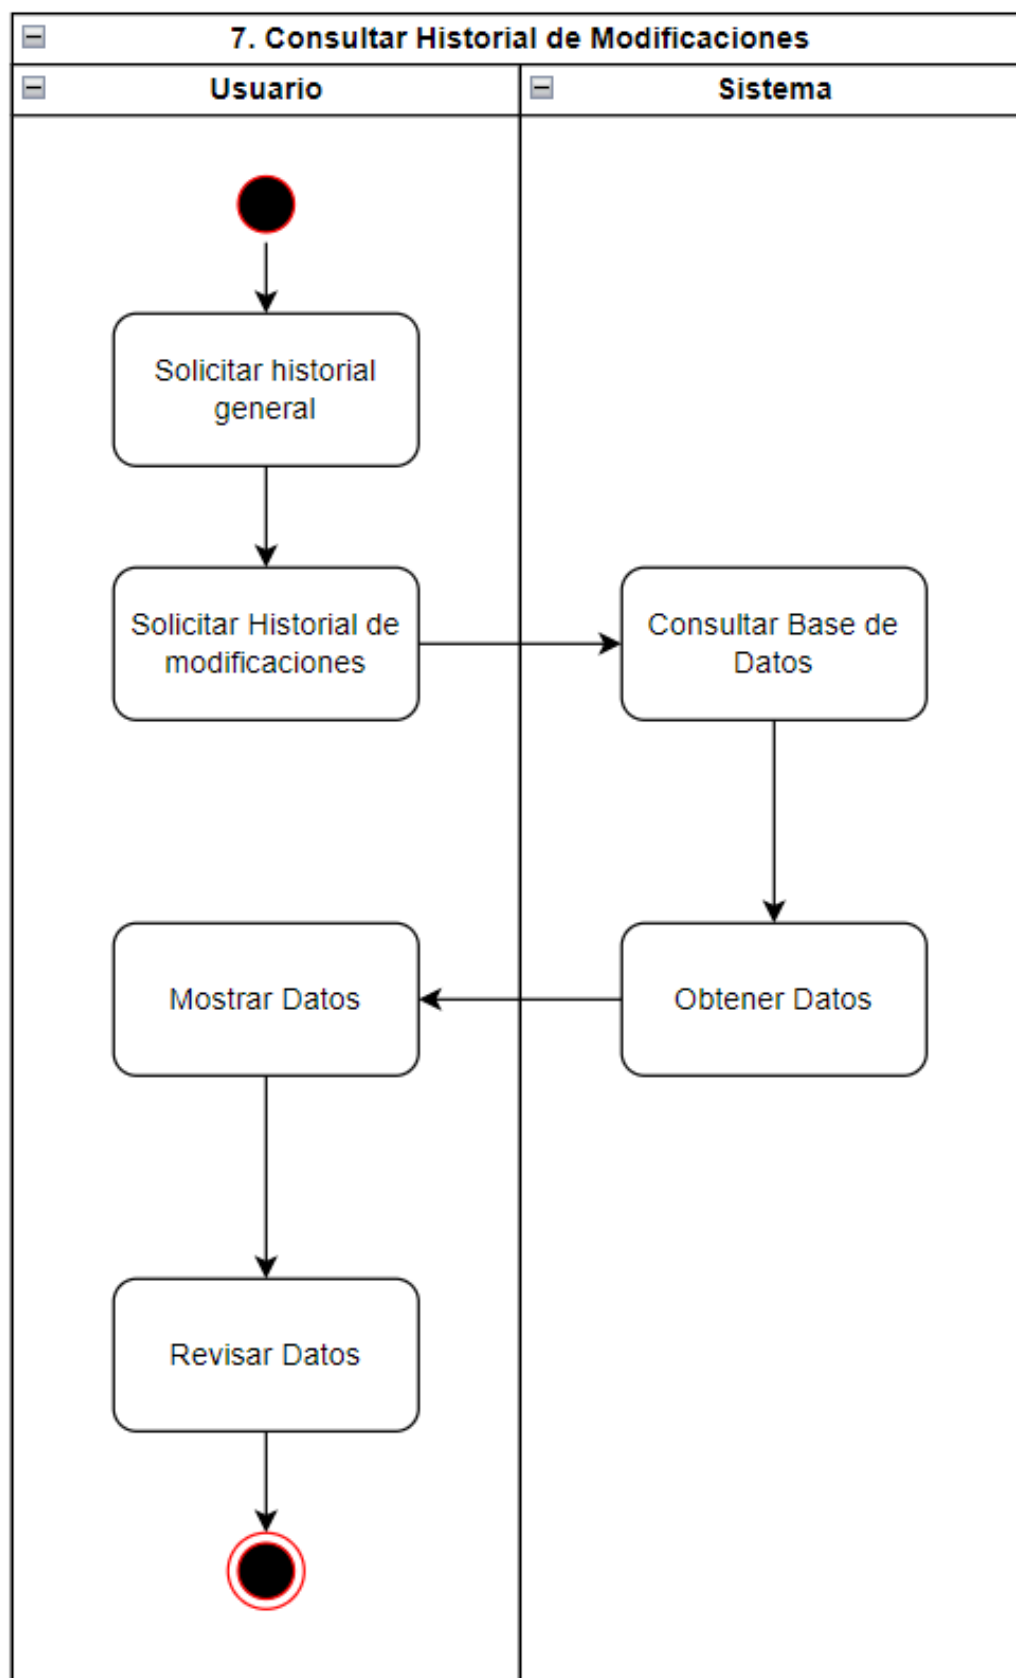 7. Consultar Historial de Modificaciones
Usuario
Sistema
Solicitar historial
general
Solicitar Historial de
modificaciones
Consultar Base de
Datos
Mostrar Datos
Obtener Datos
Revisar Datos